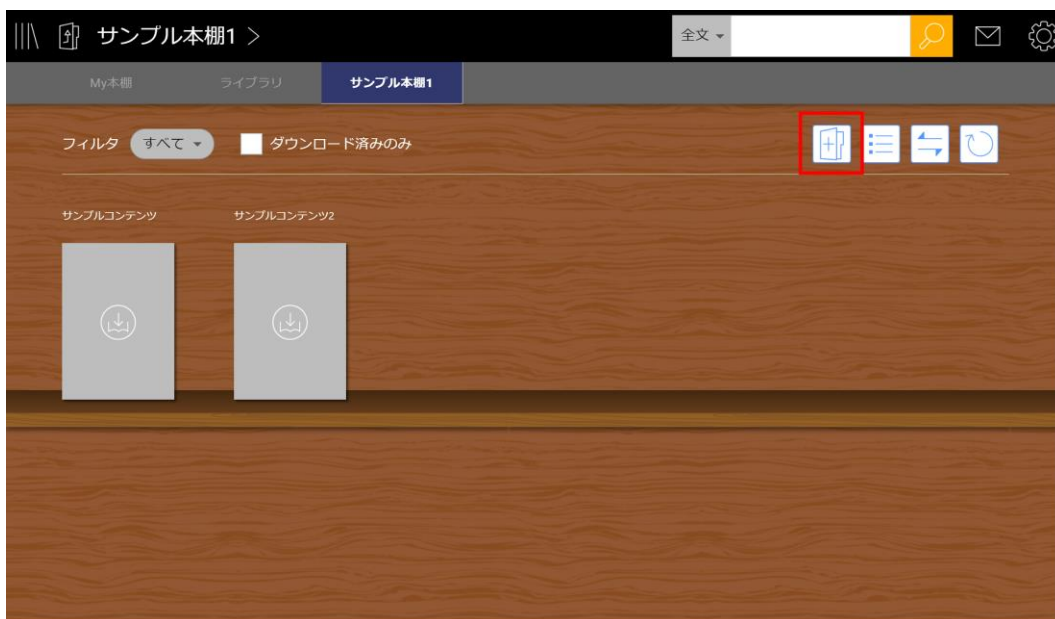 サンプル本棚1 >
全文
My本棚
ライブラリ
サンプル本棚1
フィルタ すべて ダウンロード済みのみ
サンプルコンテンツ
サンプルコンテンツ2